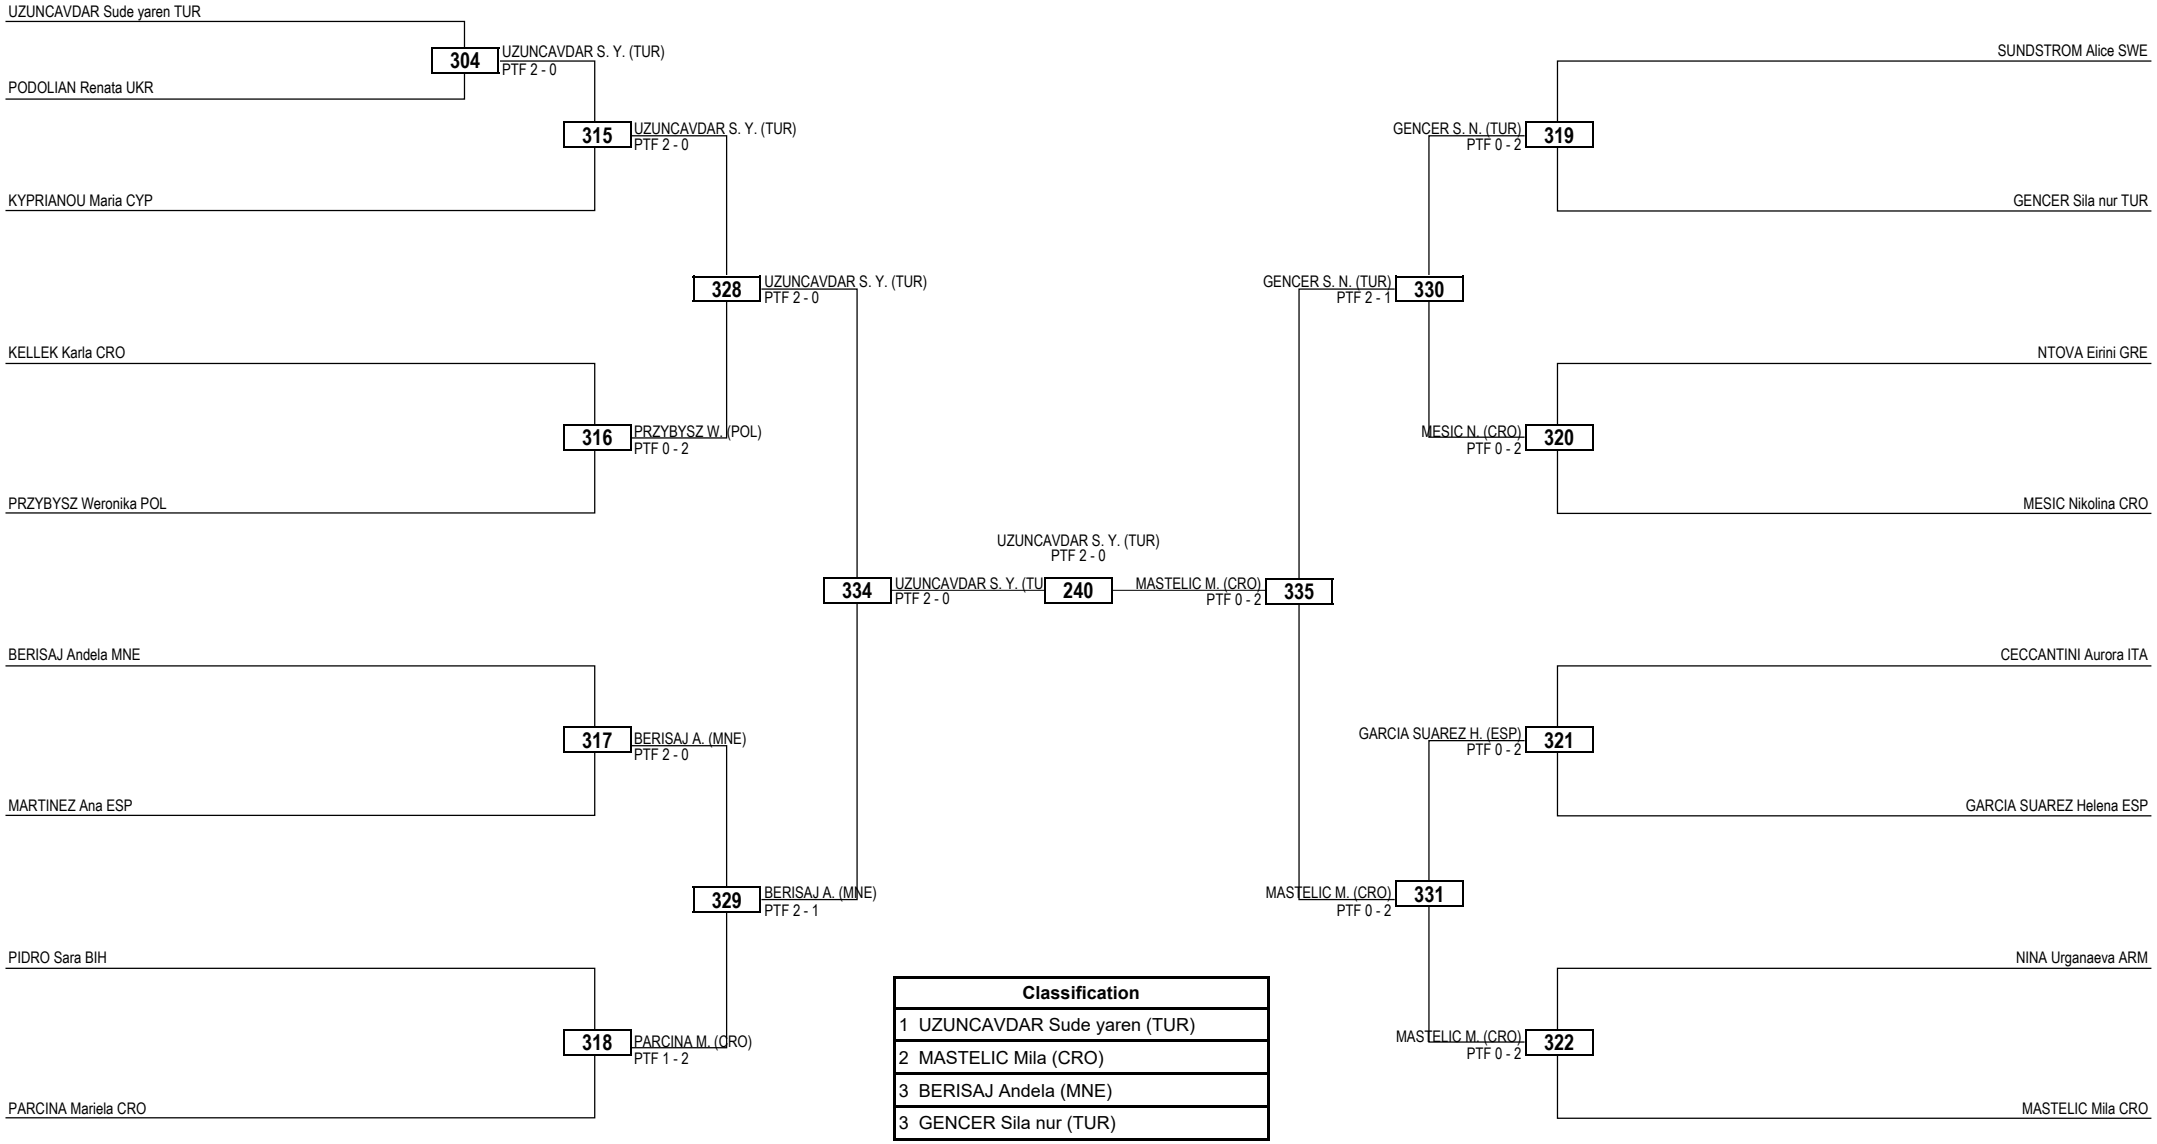 UZUNCAVDAR Sude yaren TUR
304
UZUNCAVDAR S. Y. (TUR)
PTF 2 - 0
PODOLIAN Renata UKR
315
UZUNCAVDAR S. Y. (TUR)
PTF 2 - 0
KYPRIANOU Maria CYP
328
UZUNCAVDAR S. Y. (TUR)
PTF 2 - 0
KELLEK Karla CRO
316
PRZYBYSZ W. (POL)
PTF 0 - 2
PRZYBYSZ Weronika POL
334
UZUNCAVDAR S. Y. (TU
PTF 2 - 0
BERISAJ Andela MNE
317
BERISAJ A. (MNE)
PTF 2 - 0
MARTINEZ Ana ESP
329
BERISAJ A. (MNE)
PTF 2 - 1
PIDRO Sara BIH
318
PARCINA M. (CRO)
PTF 1 - 2
PARCINA Mariela CRO
UZUNCAVDAR S. Y. (TUR)
PTF 2 - 0
240
SUNDSTROM Alice SWE
GENCER S. N. (TUR)
PTF 0 - 2
319
GENCER Sila nur TUR
GENCER S. N. (TUR)
PTF 2 - 1
330
NTOVA Eirini GRE
MESIC N. (CRO)
PTF 0 - 2
320
MESIC Nikolina CRO
MASTELIC M. (CRO)
PTF 0 - 2
335
CECCANTINI Aurora ITA
GARCIA SUAREZ H. (ESP)
PTF 0 - 2
321
GARCIA SUAREZ Helena ESP
MASTELIC M. (CRO)
PTF 0 - 2
331
NINA Urganaeva ARM
MASTELIC M. (CRO)
PTF 0 - 2
322
MASTELIC Mila CRO
Classification
1 UZUNCAVDAR Sude yaren (TUR)
2 MASTELIC Mila (CRO)
3 BERISAJ Andela (MNE)
3 GENCER Sila nur (TUR)